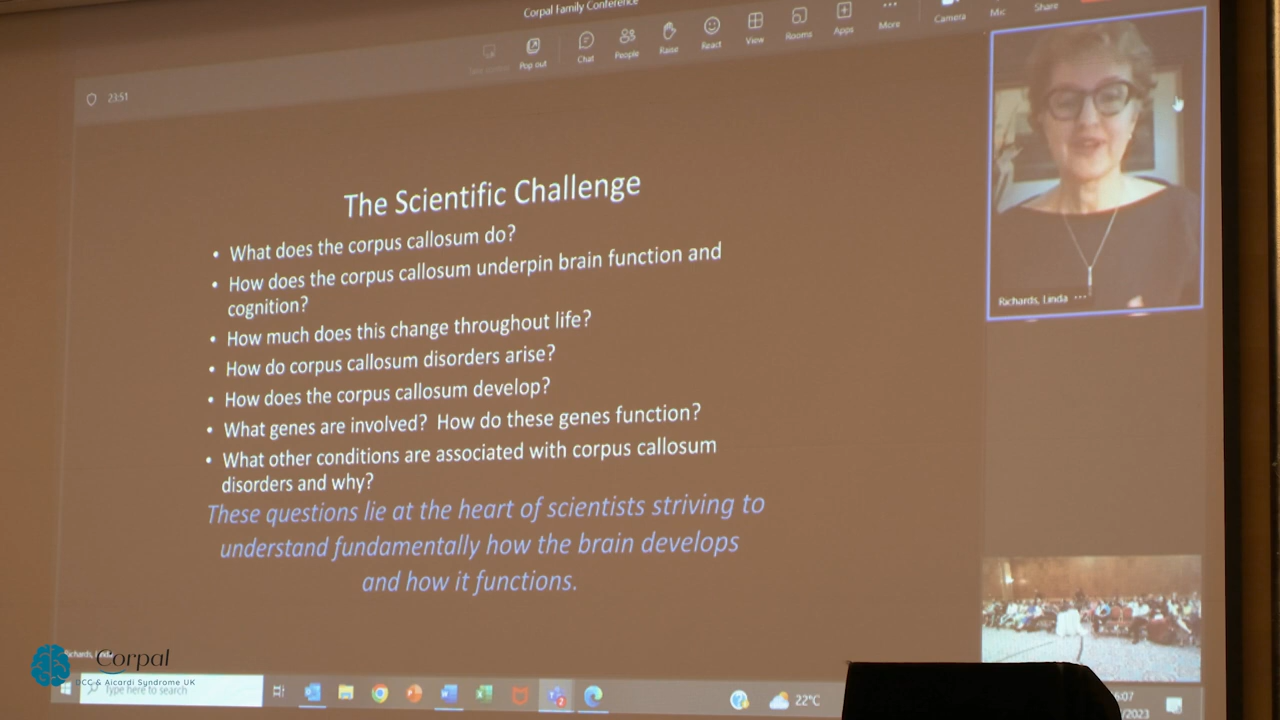 Corpal Family Conference
Pop out
Chat
People
Raise
React
View
Rooms
Apps
More
Camera
Mic
Share
23:51
The Scientific Challenge
• What does the corpus callosum do?
• How does the corpus callosum underpin brain function and
cognition?
• How much does this change throughout life?
• How do corpus callosum disorders arise?
• How does the corpus callosum develop?
• What genes are involved? How do these genes function?
• What other conditions are associated with corpus callosum
disorders and why?
These questions lie at the heart of scientists striving to
understand fundamentally how the brain develops
and how it functions.
Richards, Linda
Richards, Linda
Corpal
DCC & Aicardi Syndrome UK
Type here to search
22°C